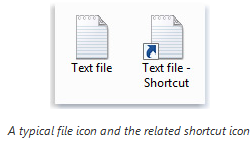 Text file
Text file -
Shortcut
A typical file icon and the related shortcut icon